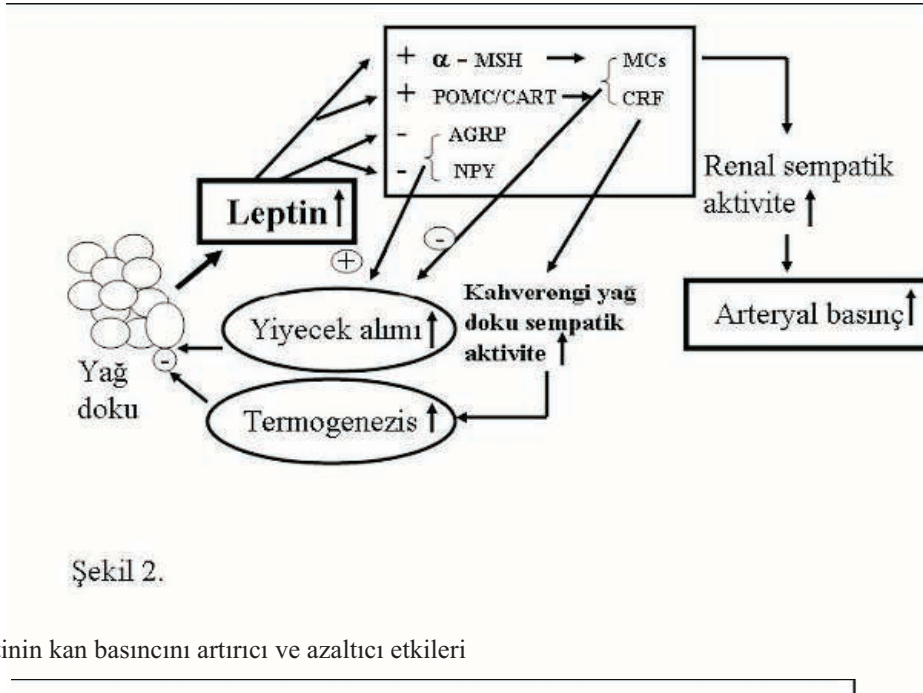 + α - MSH
MCs
+ POMC/CART
CRF
- AGRP
- NPY
Leptin
Renal sempatik
aktivite
+
-
Kahverengi yağ
doku sempatik
aktivite
Arteryal basınç
Yiyecek alımı
-
Yağ
doku
Termogenezis
Şekil 2.
tinin kan basıncını artırıcı ve azaltıcı etkileri